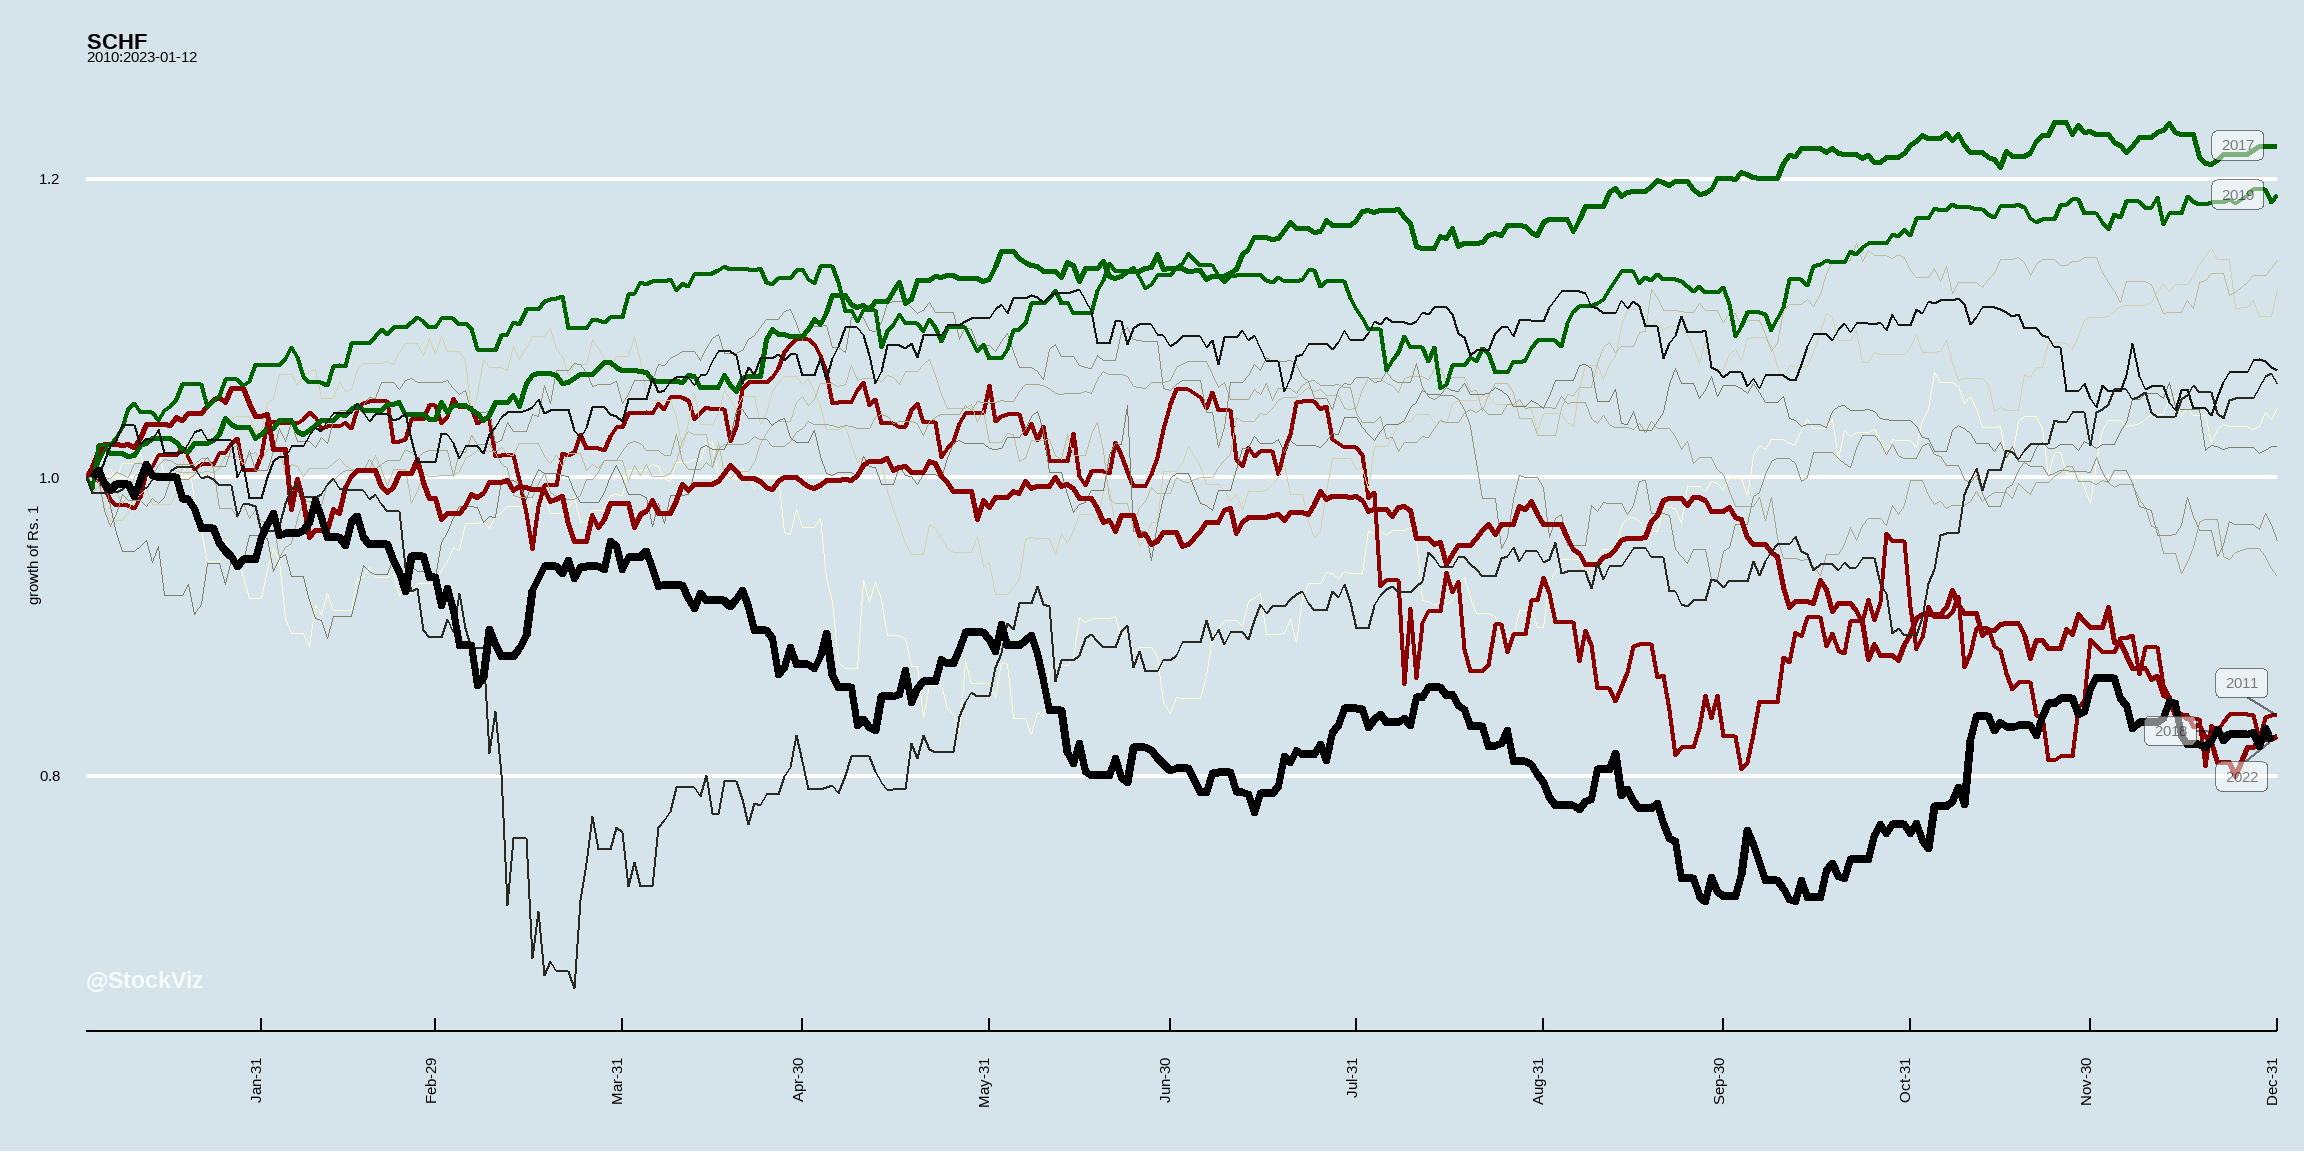 SCHF
2010:2023-01-12
1.2
1.0
0.8
growth of Rs. 1
2017
2019
2011
2018
2022
@StockViz
Jan-31
Feb-29
Mar-31
Apr-30
May-31
Jun-30
Jul-31
Aug-31
Sep-30
Oct-31
Nov-30
Dec-31